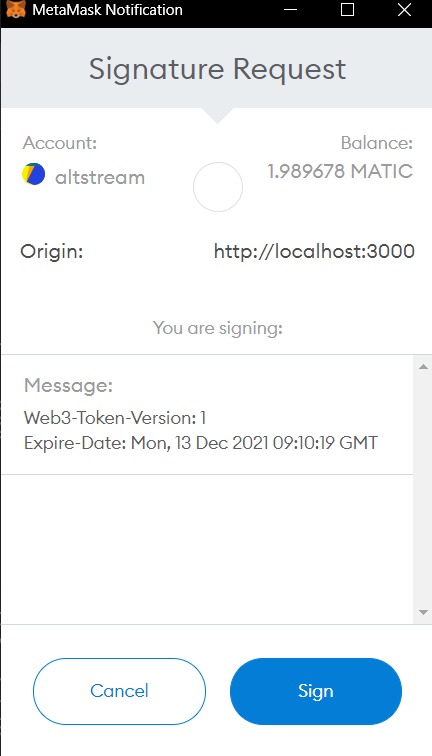 MetaMask Notification
Signature Request
Account:
Balance:
altstream
1.989678 MATIC
Origin:
http://localhost:3000
You are signing:
Message:
Web3-Token-Version: 1
Expire-Date: Mon, 13 Dec 2021 09:10:19 GMT
Cancel
Sign